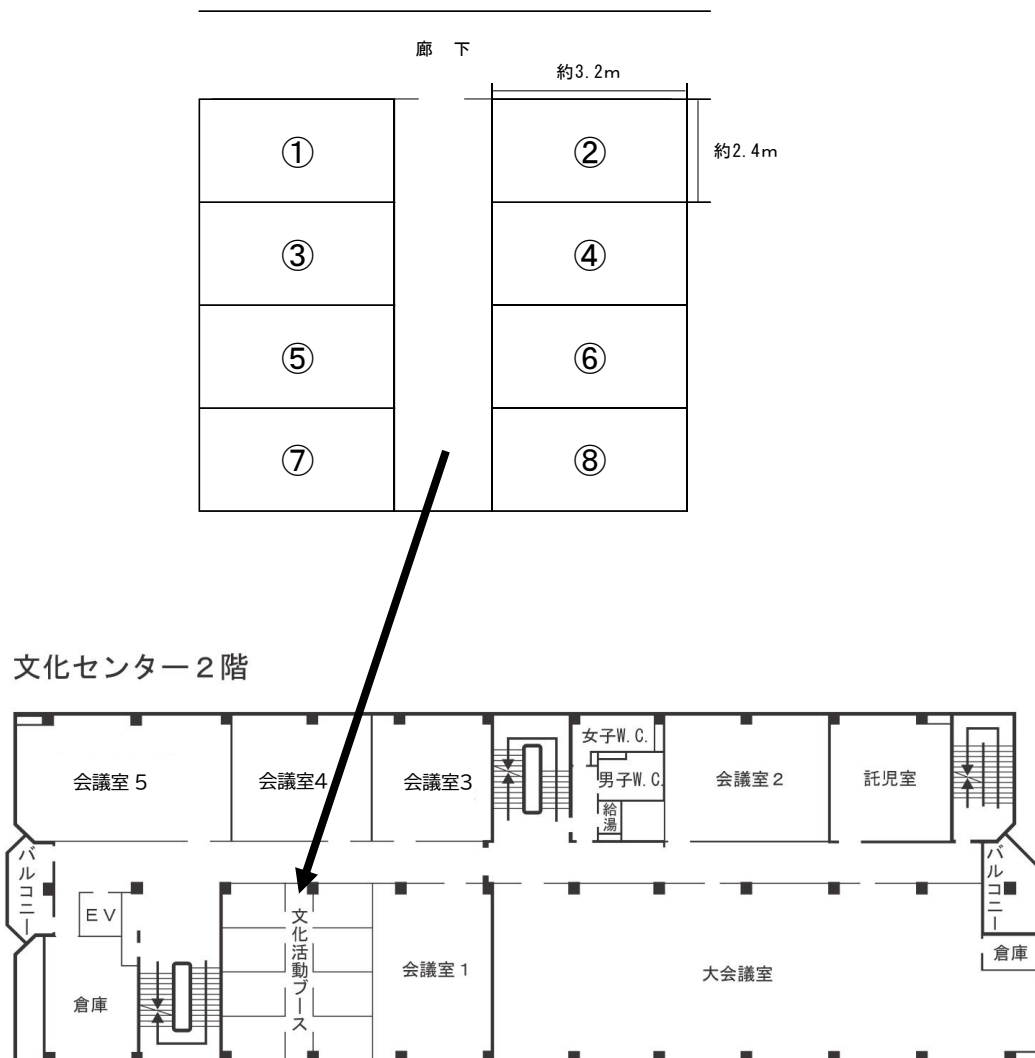 廊 下
約3.2m
約2.4m
①
②
③
④
⑤
⑥
⑦
⑧
文化センター2階
女子W.C.
会議室5
会議室4
会議室3
男子W.C.
会議室2
託児室
給湯
バルコニー
バルコニー
EV
文化活動ブース
倉庫
会議室1
大会議室
倉庫